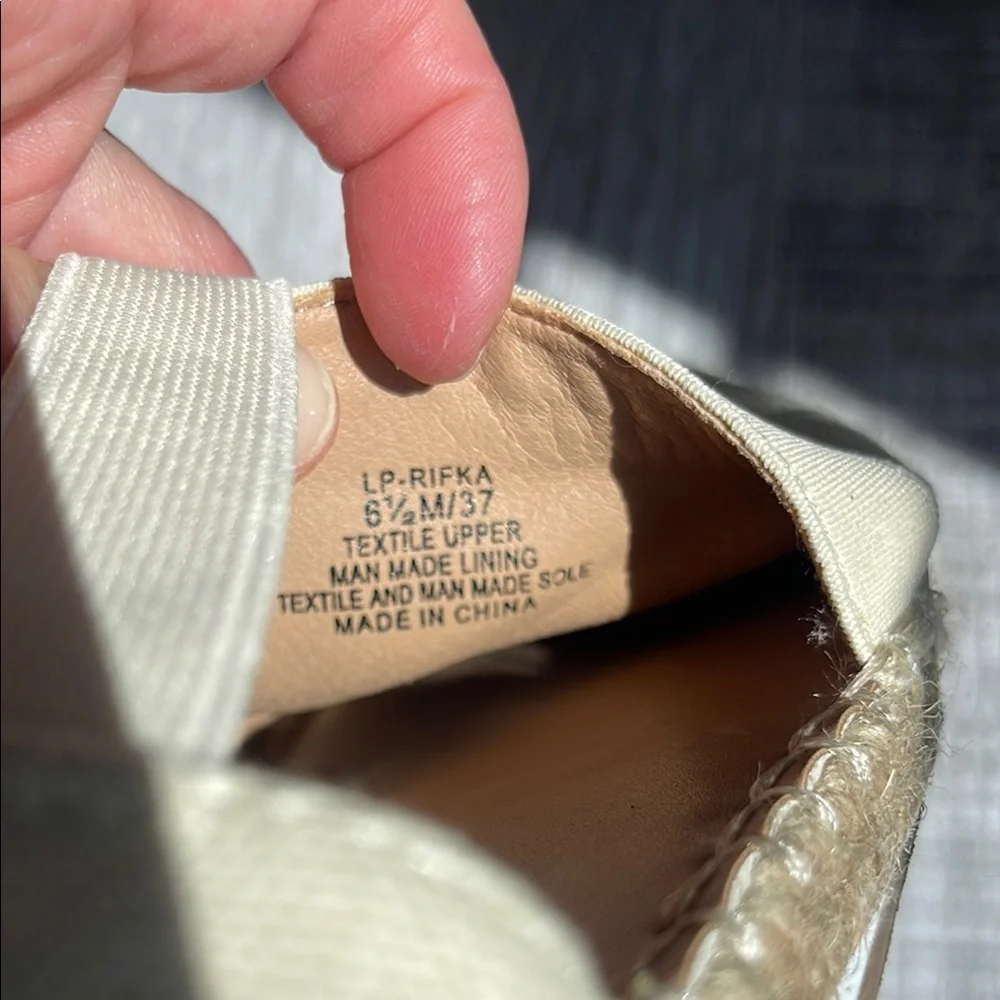 LP-RIFKA
6½M/37
TEXTILE UPPER
MAN MADE LINING
TEXTILE AND MAN MADE SOLE
MADE IN CHINA